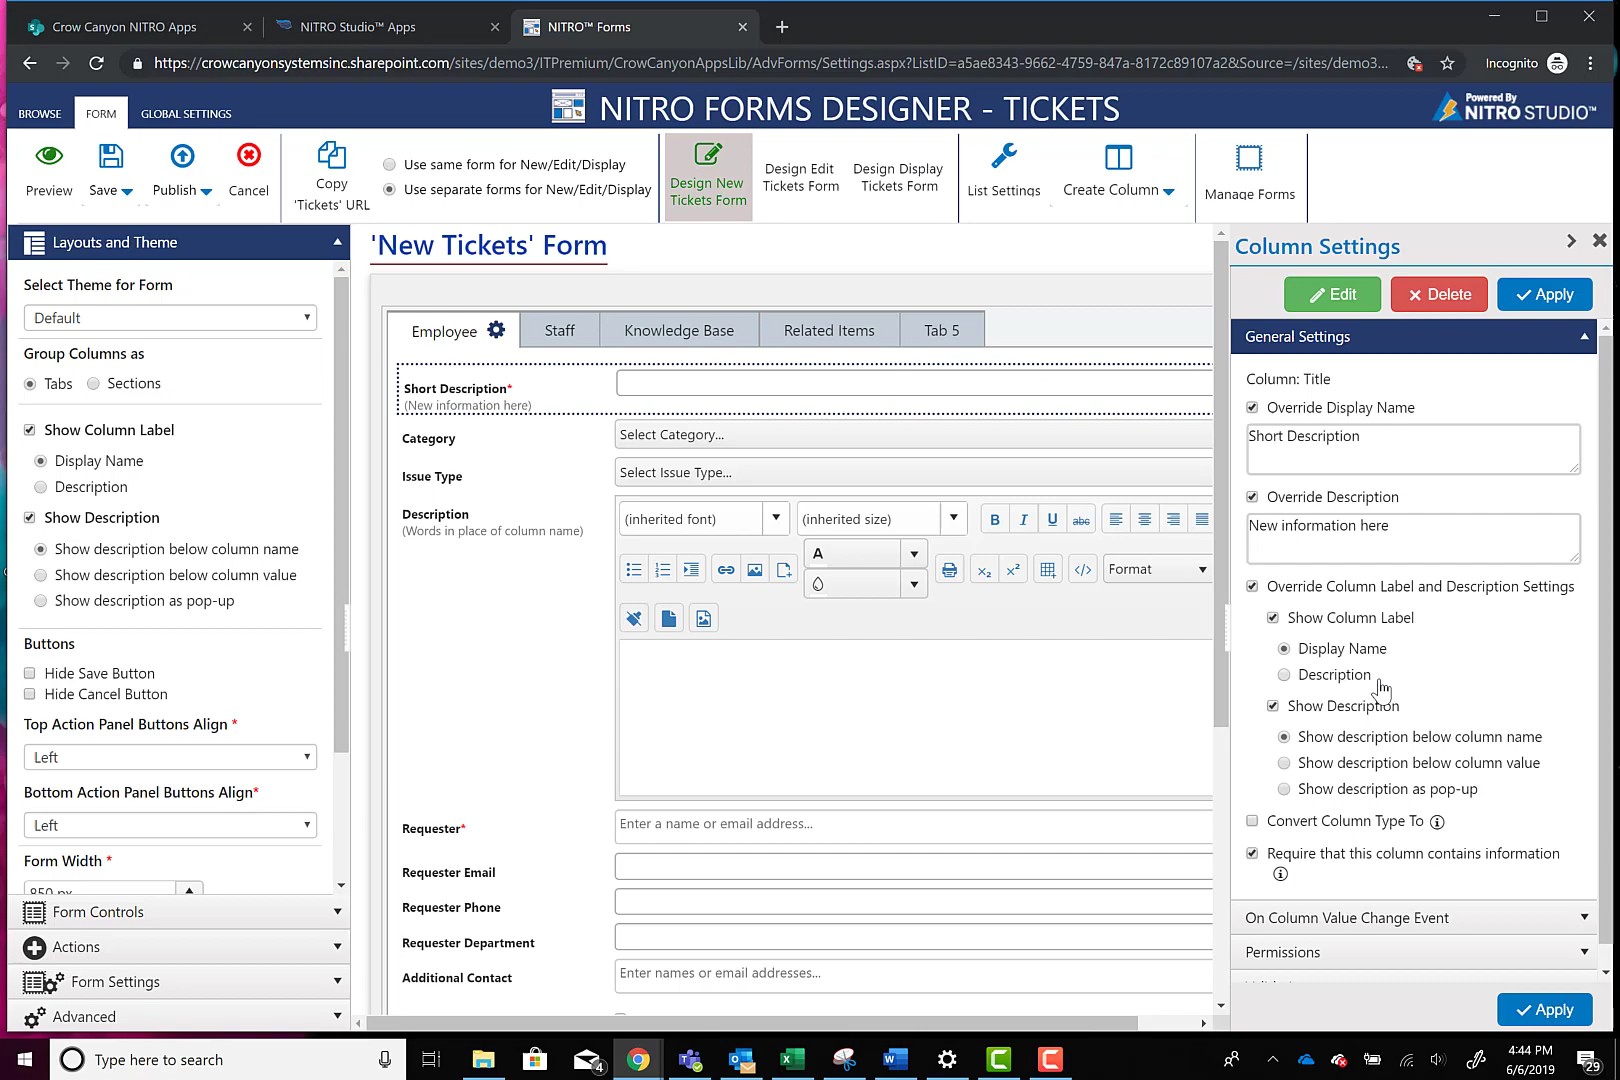 Crow Canyon NITRO Apps
NITRO Studio™ Apps
NITRO™ Forms
https://crowcanyonsystemsinc.sharepoint.com/sites/demo3/ITPremium/CrowCanyonAppsLib/AdvForms/Settings.aspx?ListID=a5ae8343-9662-4759-847a-8172c89107a2&Source=/sites/demo3...
Incognito
BROWSE
FORM
GLOBAL SETTINGS
NITRO FORMS DESIGNER - TICKETS
Powered By
NITRO STUDIO™
Preview
Save
Publish
Cancel
Copy
'Tickets' URL
Use same form for New/Edit/Display
Use separate forms for New/Edit/Display
Design New
Tickets Form
Design Edit
Tickets Form
Design Display
Tickets Form
List Settings
Create Column
Manage Forms
Layouts and Theme
Select Theme for Form
Default
Group Columns as
Tabs
Sections
Show Column Label
Display Name
Description
Show Description
Show description below column name
Show description below column value
Show description as pop-up
Buttons
Hide Save Button
Hide Cancel Button
Top Action Panel Buttons Align *
Left
Bottom Action Panel Buttons Align*
Left
Form Width *
850 px
Form Controls
Actions
Form Settings
Advanced
'New Tickets' Form
Employee
Staff
Knowledge Base
Related Items
Tab 5
Short Description*
(New information here)
Category
Select Category...
Issue Type
Select Issue Type...
Description
(Words in place of column name)
(inherited font)
(inherited size)
B I U abc
A
Format
Requester*
Enter a name or email address...
Requester Email
Requester Phone
Requester Department
Additional Contact
Enter names or email addresses...
Column Settings
Edit
Delete
Apply
General Settings
Column: Title
Override Display Name
Short Description
Override Description
New information here
Override Column Label and Description Settings
Show Column Label
Display Name
Description
Show Description
Show description below column name
Show description below column value
Show description as pop-up
Convert Column Type To
Require that this column contains information
On Column Value Change Event
Permissions
Apply
Type here to search
4
4:44 PM
6/6/2019
29